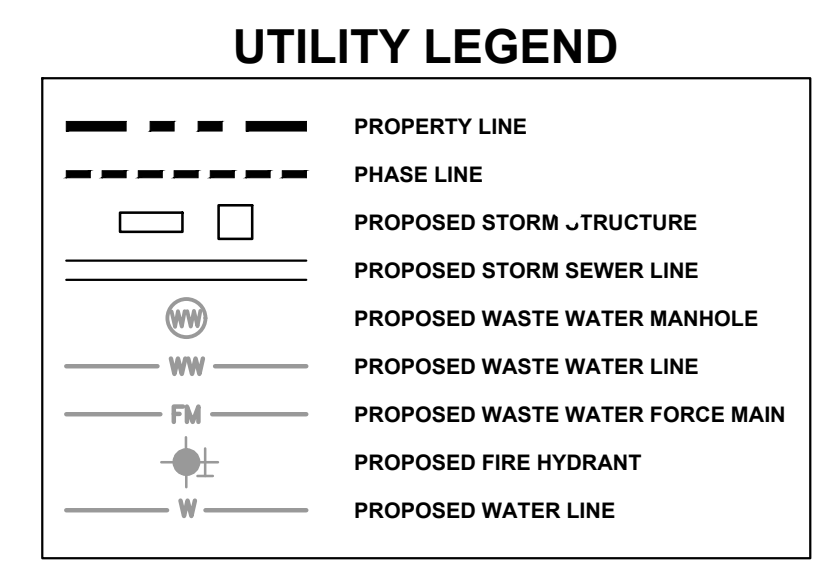 UTILITY LEGEND
PROPERTY LINE
PHASE LINE
PROPOSED STORM STRUCTURE
PROPOSED STORM SEWER LINE
WW PROPOSED WASTE WATER MANHOLE
WW PROPOSED WASTE WATER LINE
FM PROPOSED WASTE WATER FORCE MAIN
PROPOSED FIRE HYDRANT
W PROPOSED WATER LINE